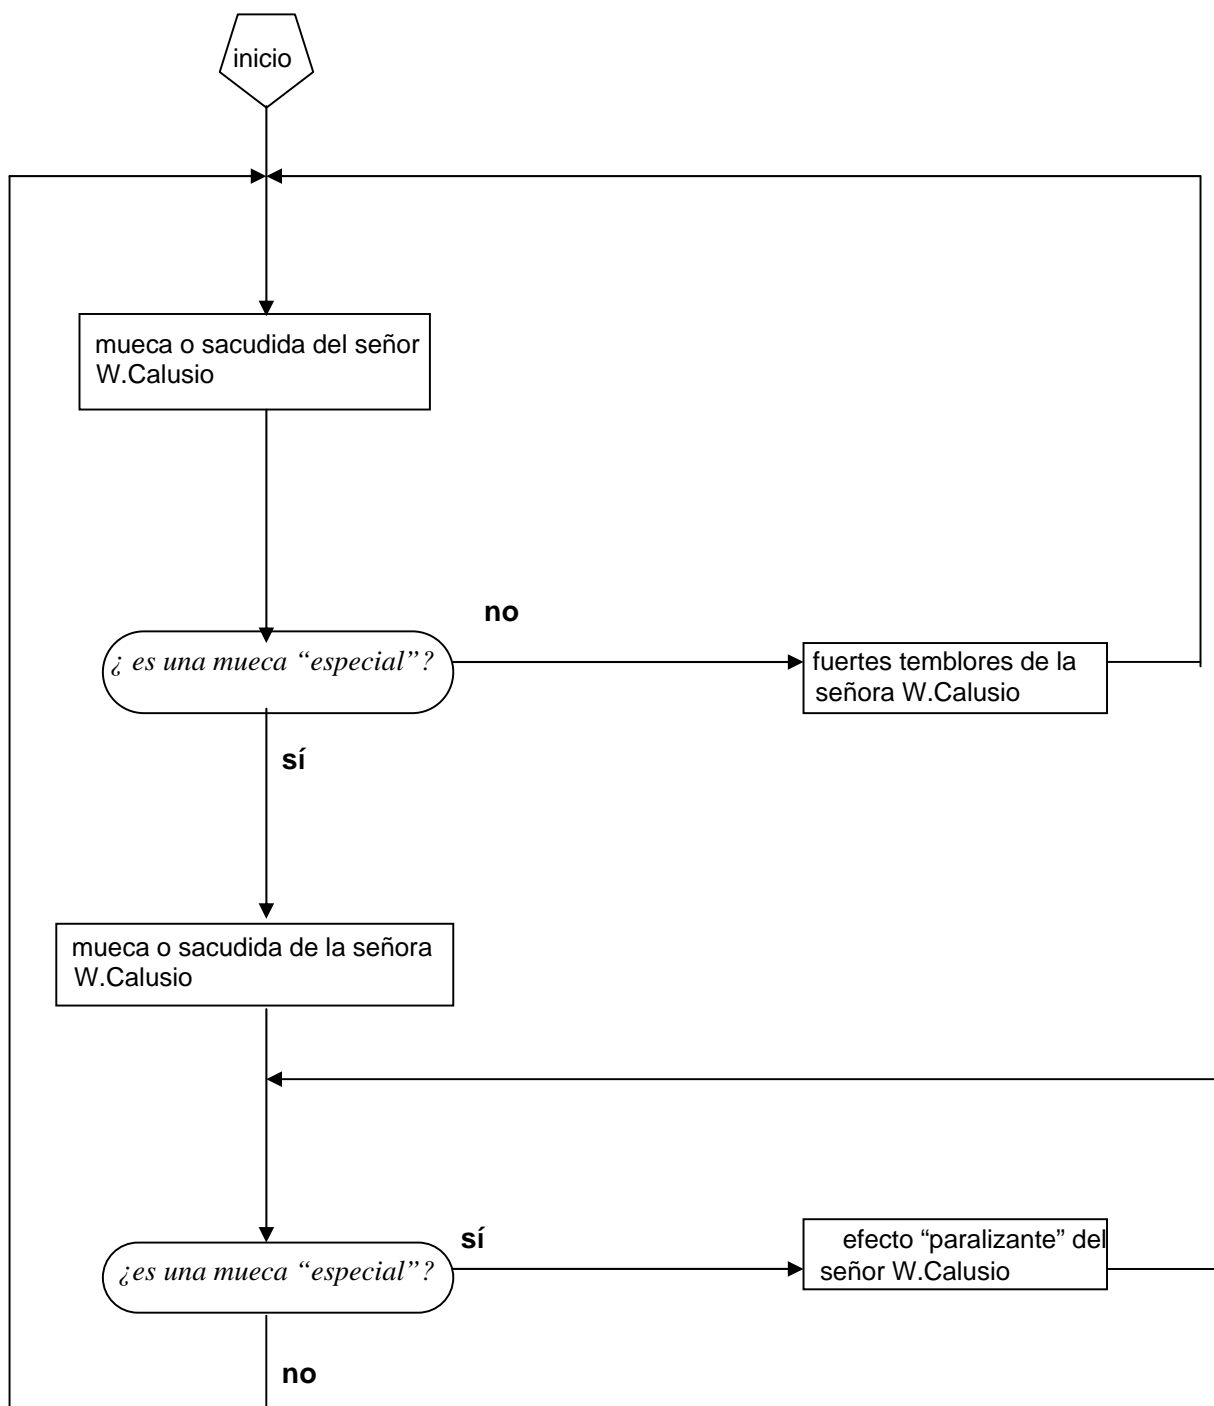 inicio
mueca o sacudida del señor
W.Calusio
no
¿ es una mueca “especial”?
fuertes temblores de la
señora W.Calusio
sí
mueca o sacudida de la señora
W.Calusio
sí
¿es una mueca “especial”?
efecto “paralizante” del
señor W.Calusio
no